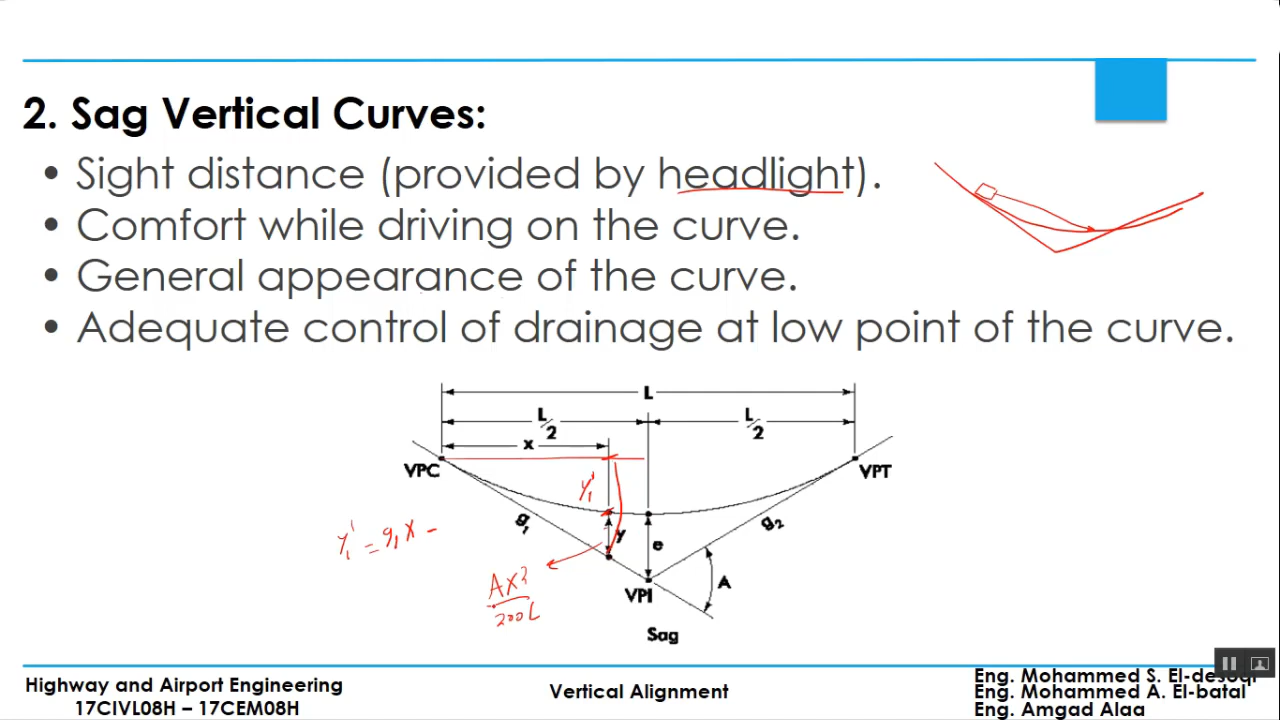 2. Sag Vertical Curves:
• Sight distance (provided by headlight).
• Comfort while driving on the curve.
• General appearance of the curve.
• Adequate control of drainage at low point of the curve.
L
L/2 L/2
x
VPC VPT
y₁'
g₁ y e g₂
y₁' = g₁x –
Ax²/200L
VPI A
Sag
Highway and Airport Engineering
17CIVL08H – 17CEM08H
Vertical Alignment
Eng. Mohammed S. El-desoqi
Eng. Mohammed A. El-batal
Eng. Amgad Alaa